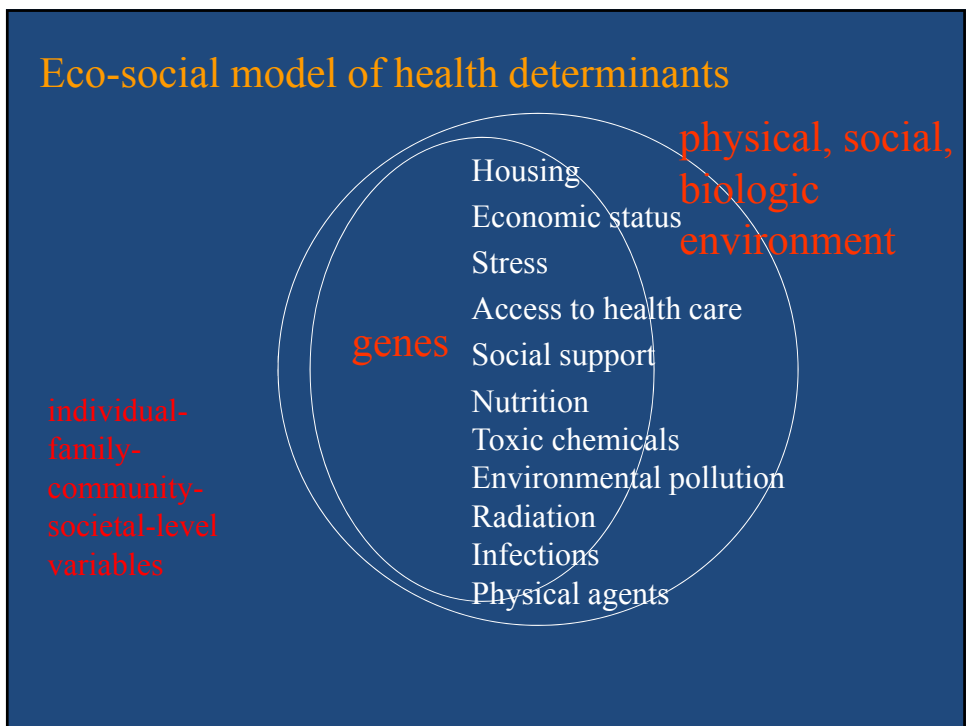 Eco-social model of health determinants
physical, social,
biologic
environment
Housing
Economic status
Stress
Access to health care
genes
Social support
Nutrition
Toxic chemicals
Environmental pollution
Radiation
Infections
Physical agents
individual-
family-
community-
societal-level
variables